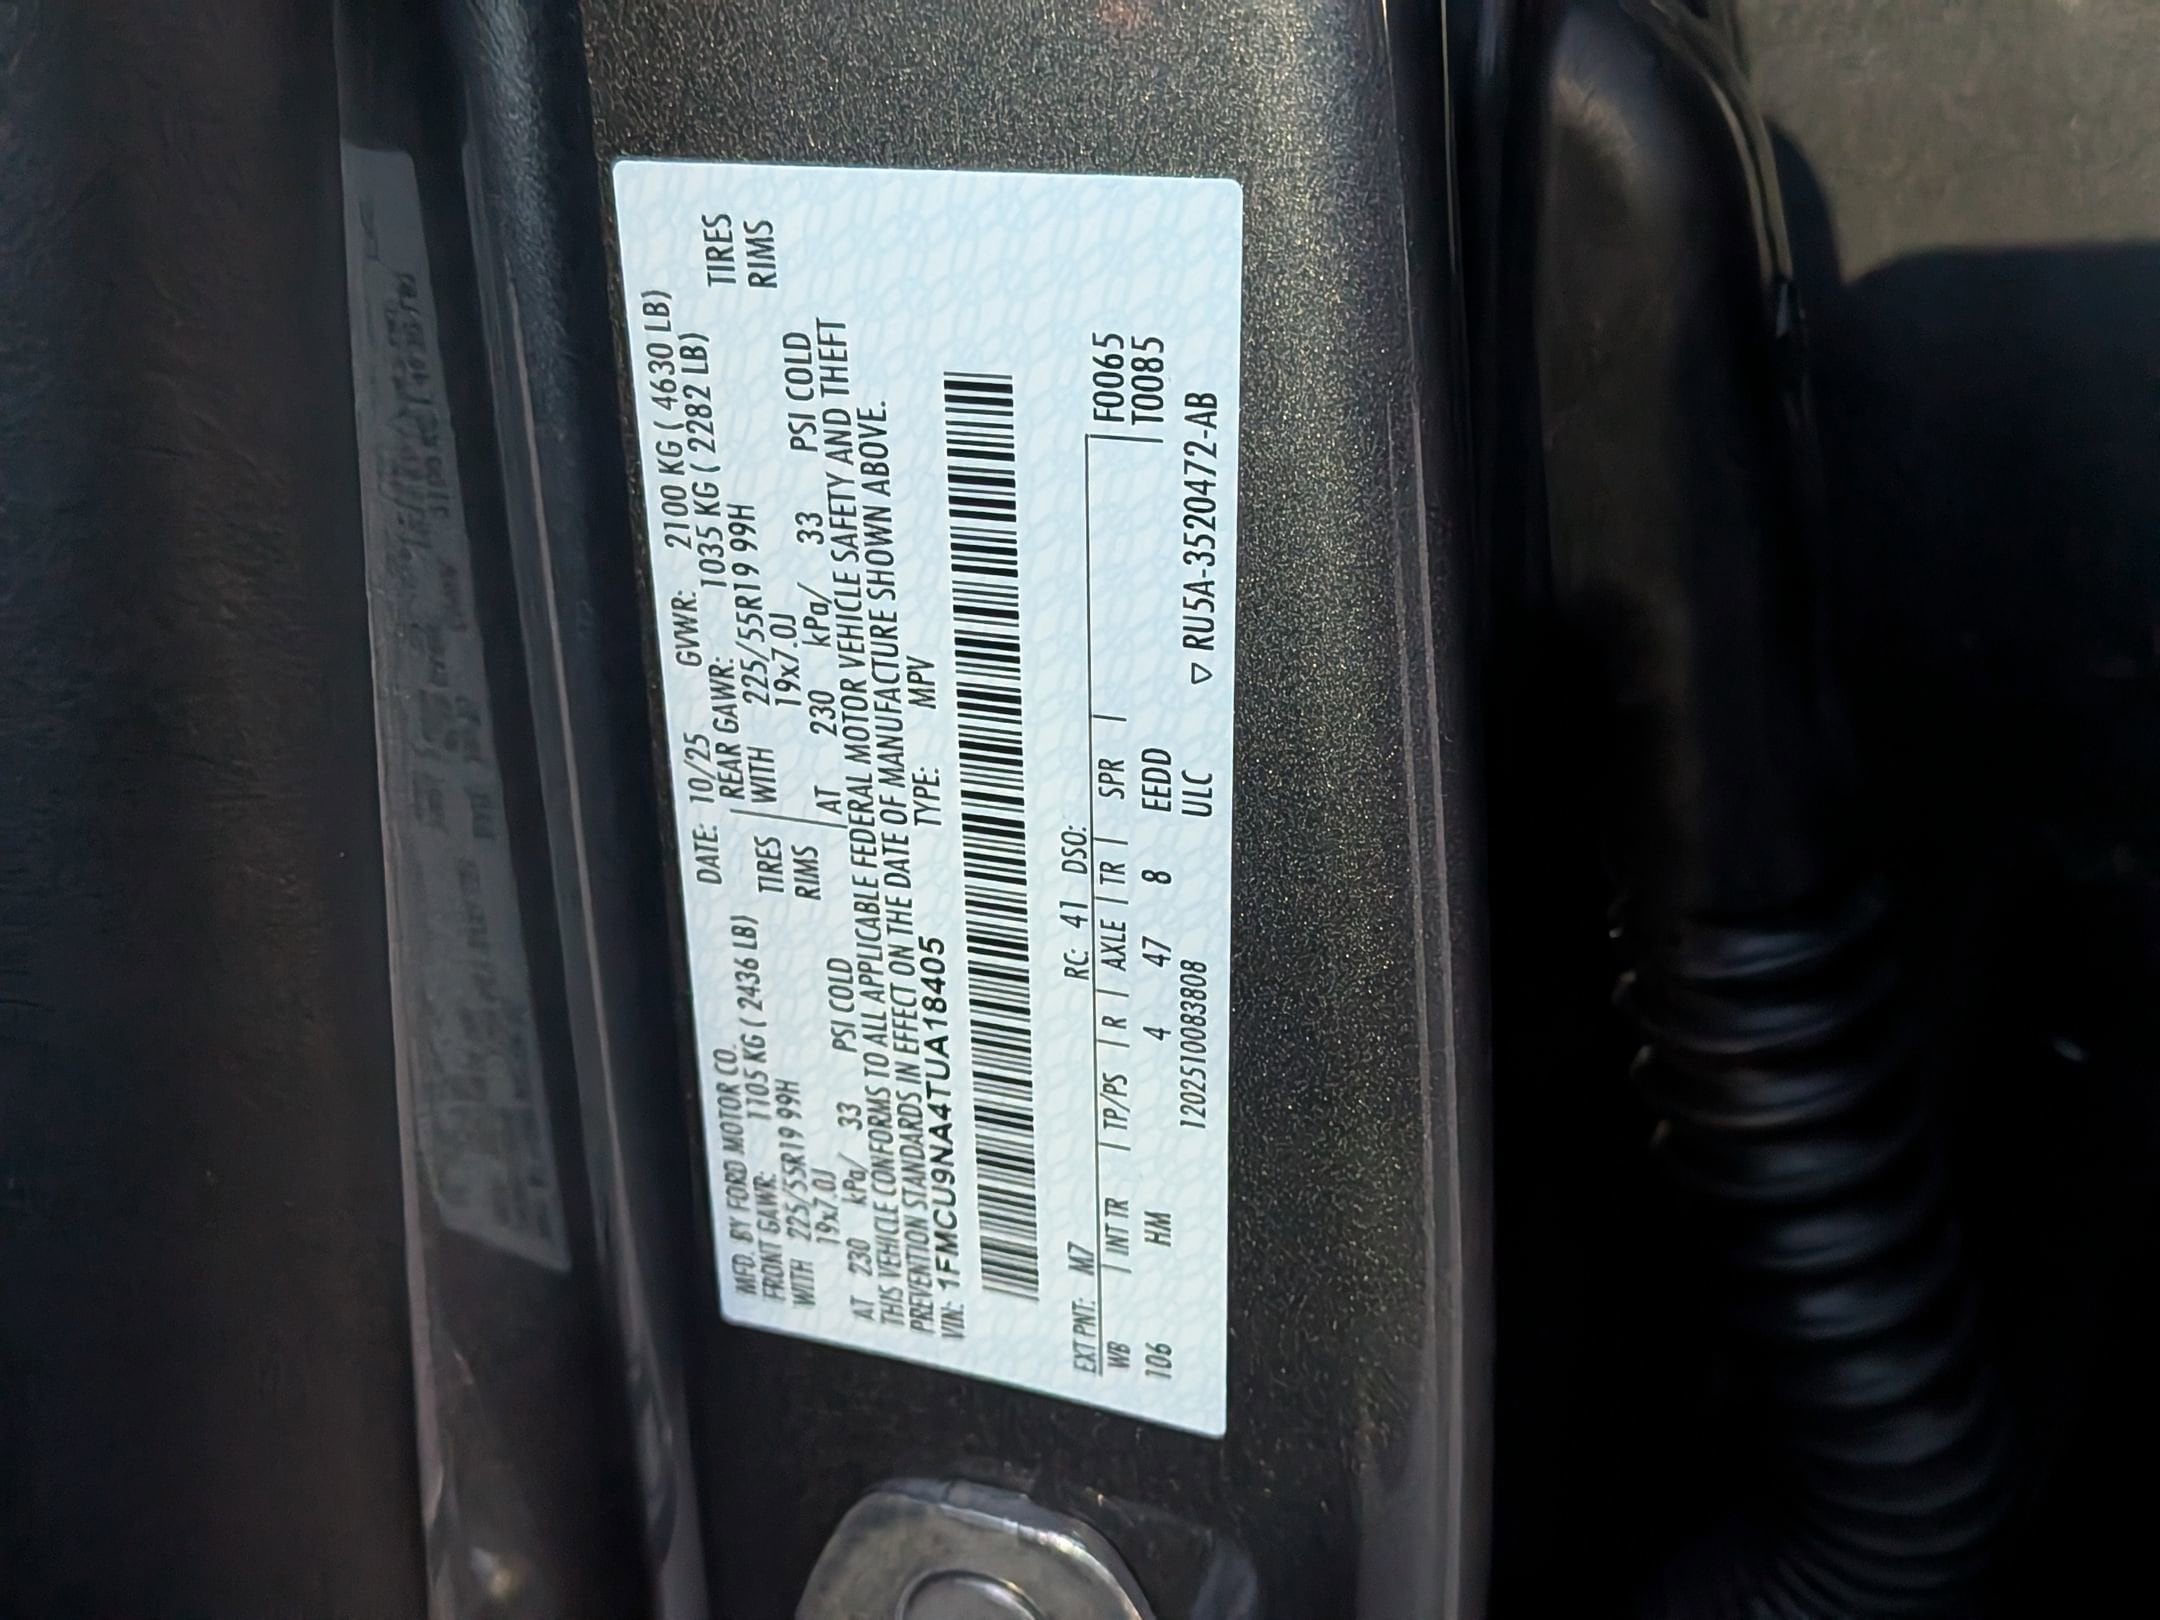 MFD. BY FORD MOTOR CO. DATE: 10/25 GVWR: 2100 KG ( 4630 LB)
FRONT GAWR: 1105 KG ( 2436 LB) REAR GAWR: 1035 KG ( 2282 LB)
WITH 225/55R19 99H TIRES WITH 225/55R19 99H TIRES
19x7.0J RIMS 19x7.0J RIMS
AT 230 kPa/ 33 PSI COLD AT 230 kPa/ 33 PSI COLD
THIS VEHICLE CONFORMS TO ALL APPLICABLE FEDERAL MOTOR VEHICLE SAFETY AND THEFT
PREVENTION STANDARDS IN EFFECT ON THE DATE OF MANUFACTURE SHOWN ABOVE.
VIN: 1FMCU9NA4TUA18405 TYPE: MPV
EXT PNT: M7 RC: 41 DSO:
WB | INT TR | TP/PS | R | AXLE | TR | SPR | F0065
106 HM 4 47 8 EEDD T0085
1202510083808 ULC ▽ RU5A-3520472-AB